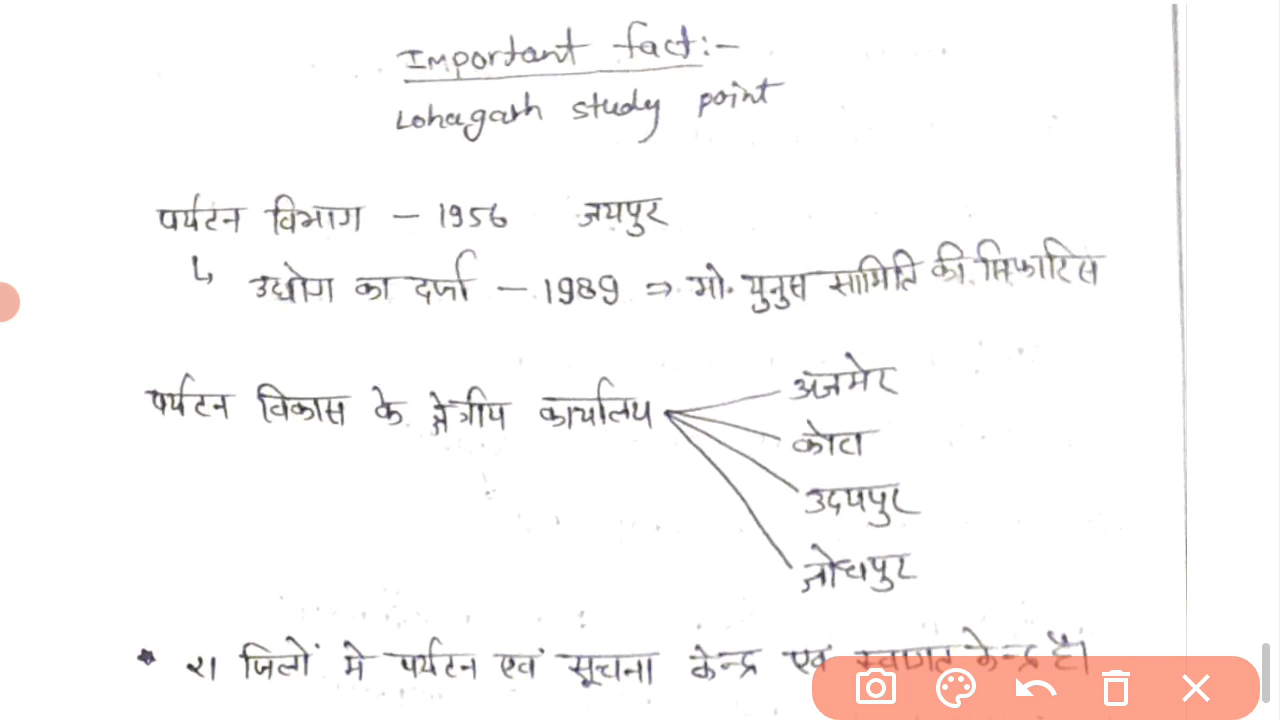 Important fact:-
Lohagarh study point
पर्यटन विभाग - 1956 जयपुर
↳ उद्योग का दर्जा - 1989 ⇒ मो. युनुस समिति की सिफारिस
पर्यटन विकास के क्षेत्रीय कार्यालय
अजमेर
कोटा
उदयपुर
जोधपुर
* २१ जिलों मे पर्यटन एवं सूचना केन्द्र एवं स्वागत केन्द्र है।